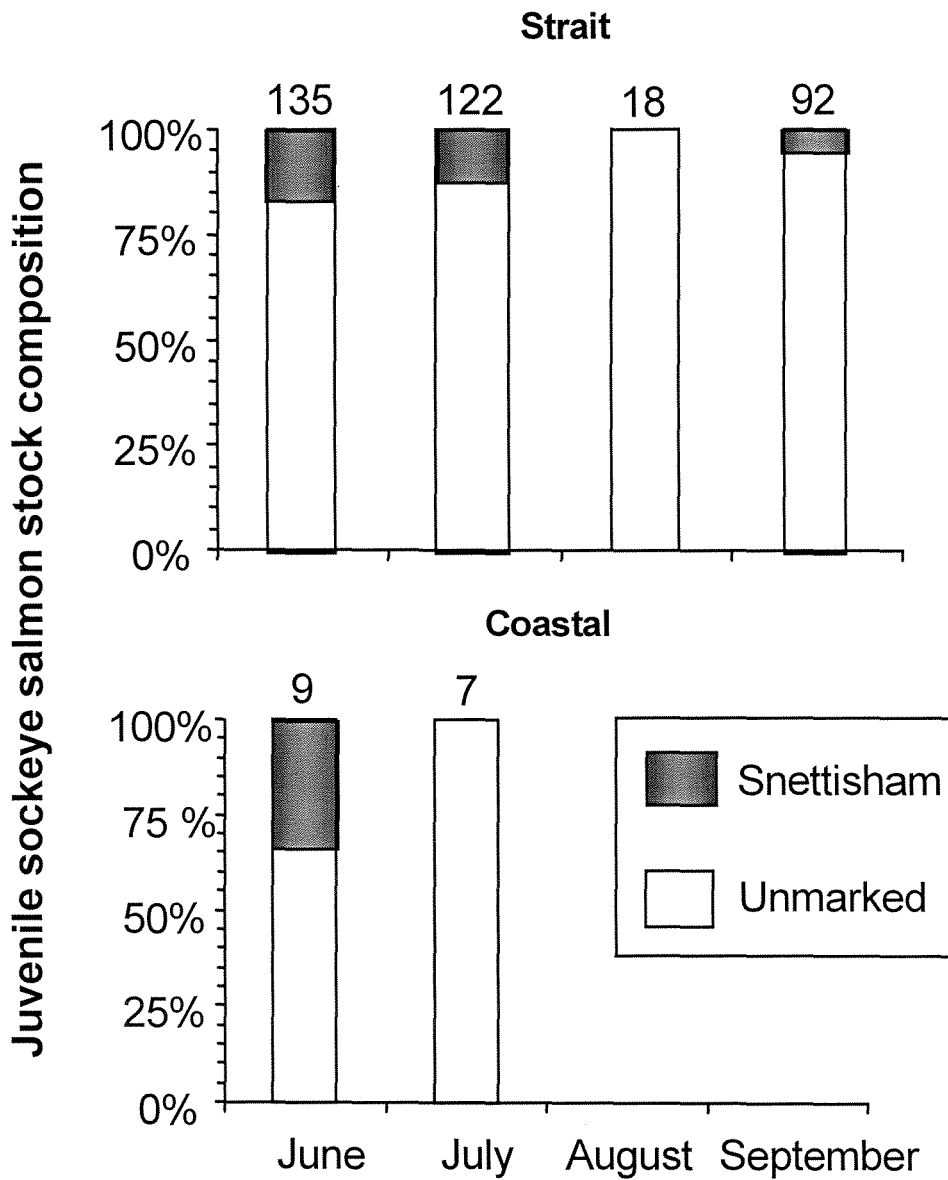 Juvenile sockeye salmon stock composition
Strait
135 122 18 92
100%
75%
50%
25%
0%
Coastal
9 7
100%
75 %
50%
25%
0%
June July August September
Snettisham
Unmarked